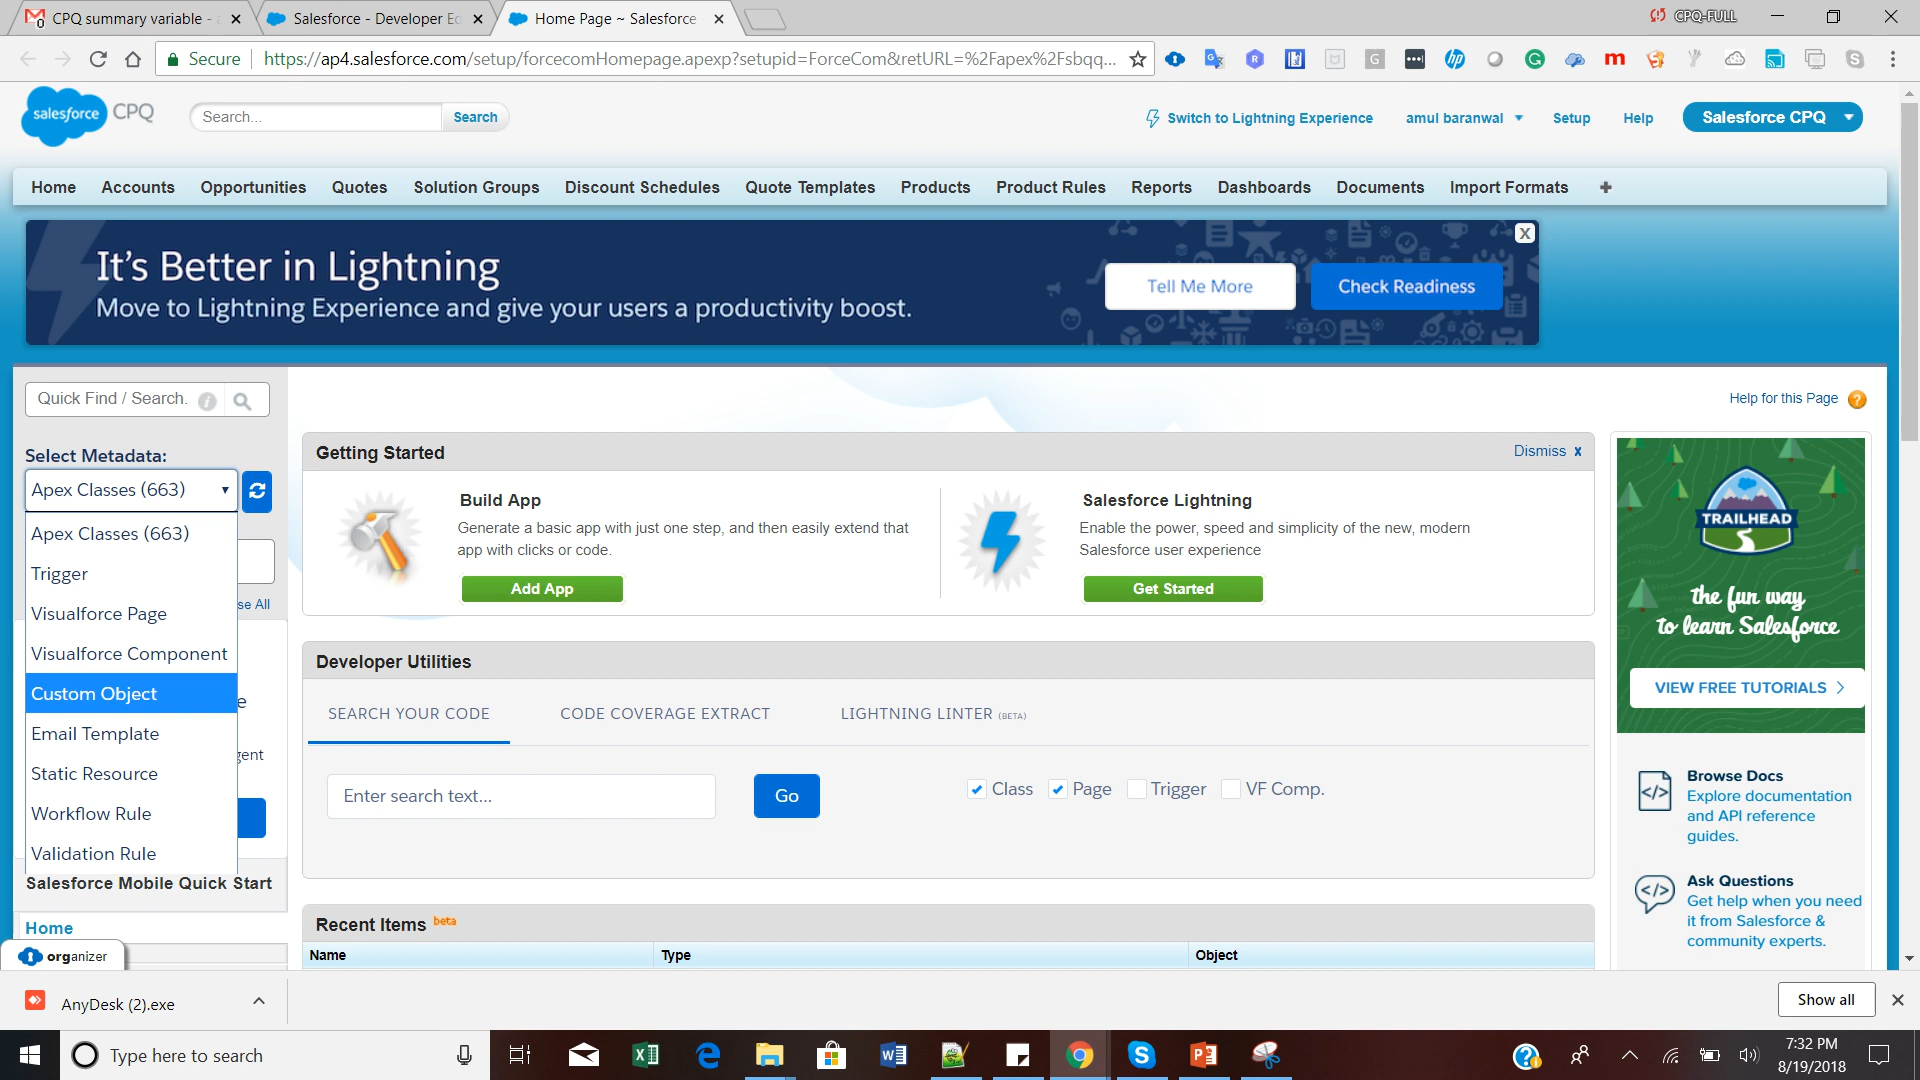 CPQ summary variable -
Salesforce - Developer Ed
Home Page ~ Salesforce
CPQ-FULL
Secure
https://ap4.salesforce.com/setup/forcecomHomepage.apexp?setupid=ForceCom&retURL=%2Fapex%2Fsbqq...
salesforce CPQ
Search...
Search
Switch to Lightning Experience
amul baranwal
Setup
Help
Salesforce CPQ
Home
Accounts
Opportunities
Quotes
Solution Groups
Discount Schedules
Quote Templates
Products
Product Rules
Reports
Dashboards
Documents
Import Formats
+
It's Better in Lightning
Move to Lightning Experience and give your users a productivity boost.
Tell Me More
Check Readiness
X
Quick Find / Search.
Help for this Page
Select Metadata:
Apex Classes (663)
Apex Classes (663)
Trigger
Visualforce Page
se All
Visualforce Component
Custom Object
e
Email Template
gent
Static Resource
Workflow Rule
Validation Rule
Salesforce Mobile Quick Start
Home
organizer
Getting Started
Dismiss x
Build App
Generate a basic app with just one step, and then easily extend that
app with clicks or code.
Add App
Salesforce Lightning
Enable the power, speed and simplicity of the new, modern
Salesforce user experience
Get Started
Developer Utilities
SEARCH YOUR CODE
CODE COVERAGE EXTRACT
LIGHTNING LINTER (BETA)
Enter search text...
Go
Class
Page
Trigger
VF Comp.
Recent Items beta
Name
Type
Object
TRAILHEAD
the fun way
to learn Salesforce
VIEW FREE TUTORIALS >
Browse Docs
Explore documentation
and API reference
guides.
Ask Questions
Get help when you need
it from Salesforce &
community experts.
AnyDesk (2).exe
Show all
Type here to search
7:32 PM
8/19/2018